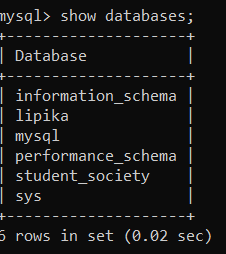 mysql> show databases;
+--------------------+
| Database           |
+--------------------+
| information_schema |
| lipika             |
| mysql              |
| performance_schema |
| student_society    |
| sys                |
+--------------------+
6 rows in set (0.02 sec)